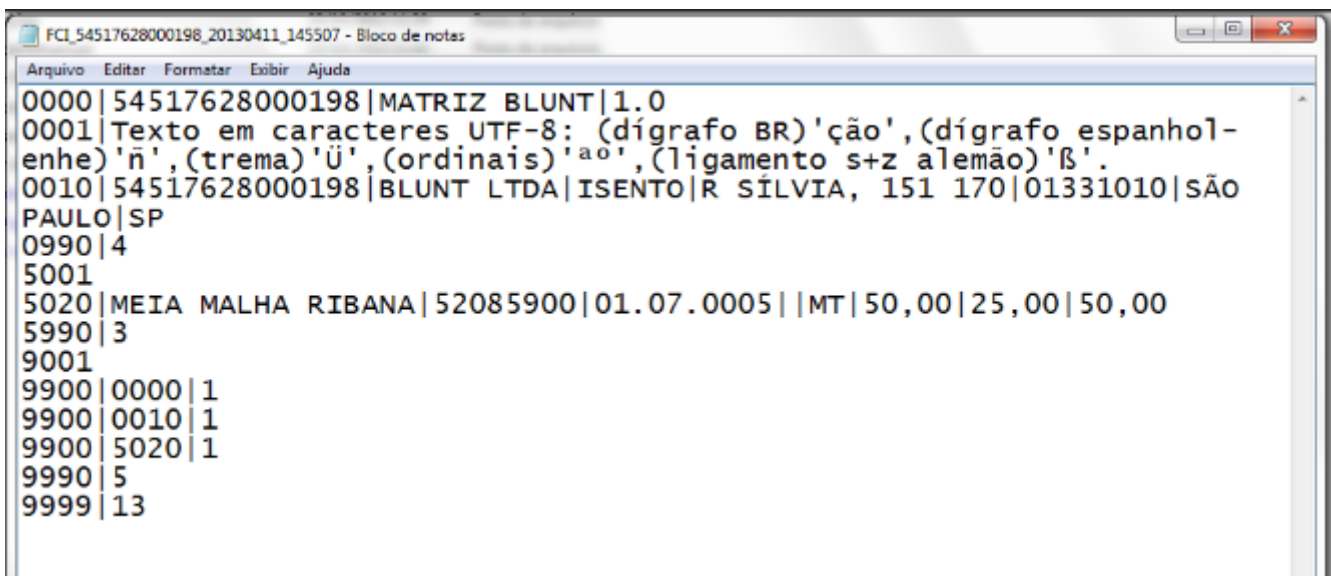 FCI_54517628000198_20130411_145507 - Bloco de notas
Arquivo Editar Formatar Exibir Ajuda
0000|54517628000198|MATRIZ BLUNT|1.0
0001|Texto em caracteres UTF-8: (dígrafo BR)'ção',(dígrafo espanhol-
enhe)'ñ',(trema)'Ü',(ordinais)'ªº',(ligamento s+z alemão)'ß'.
0010|54517628000198|BLUNT LTDA|ISENTO|R SÍLVIA, 151 170|01331010|SÃO
PAULO|SP
0990|4
5001
5020|MEIA MALHA RIBANA|52085900|01.07.0005||MT|50,00|25,00|50,00
5990|3
9001
9900|0000|1
9900|0010|1
9900|5020|1
9990|5
9999|13